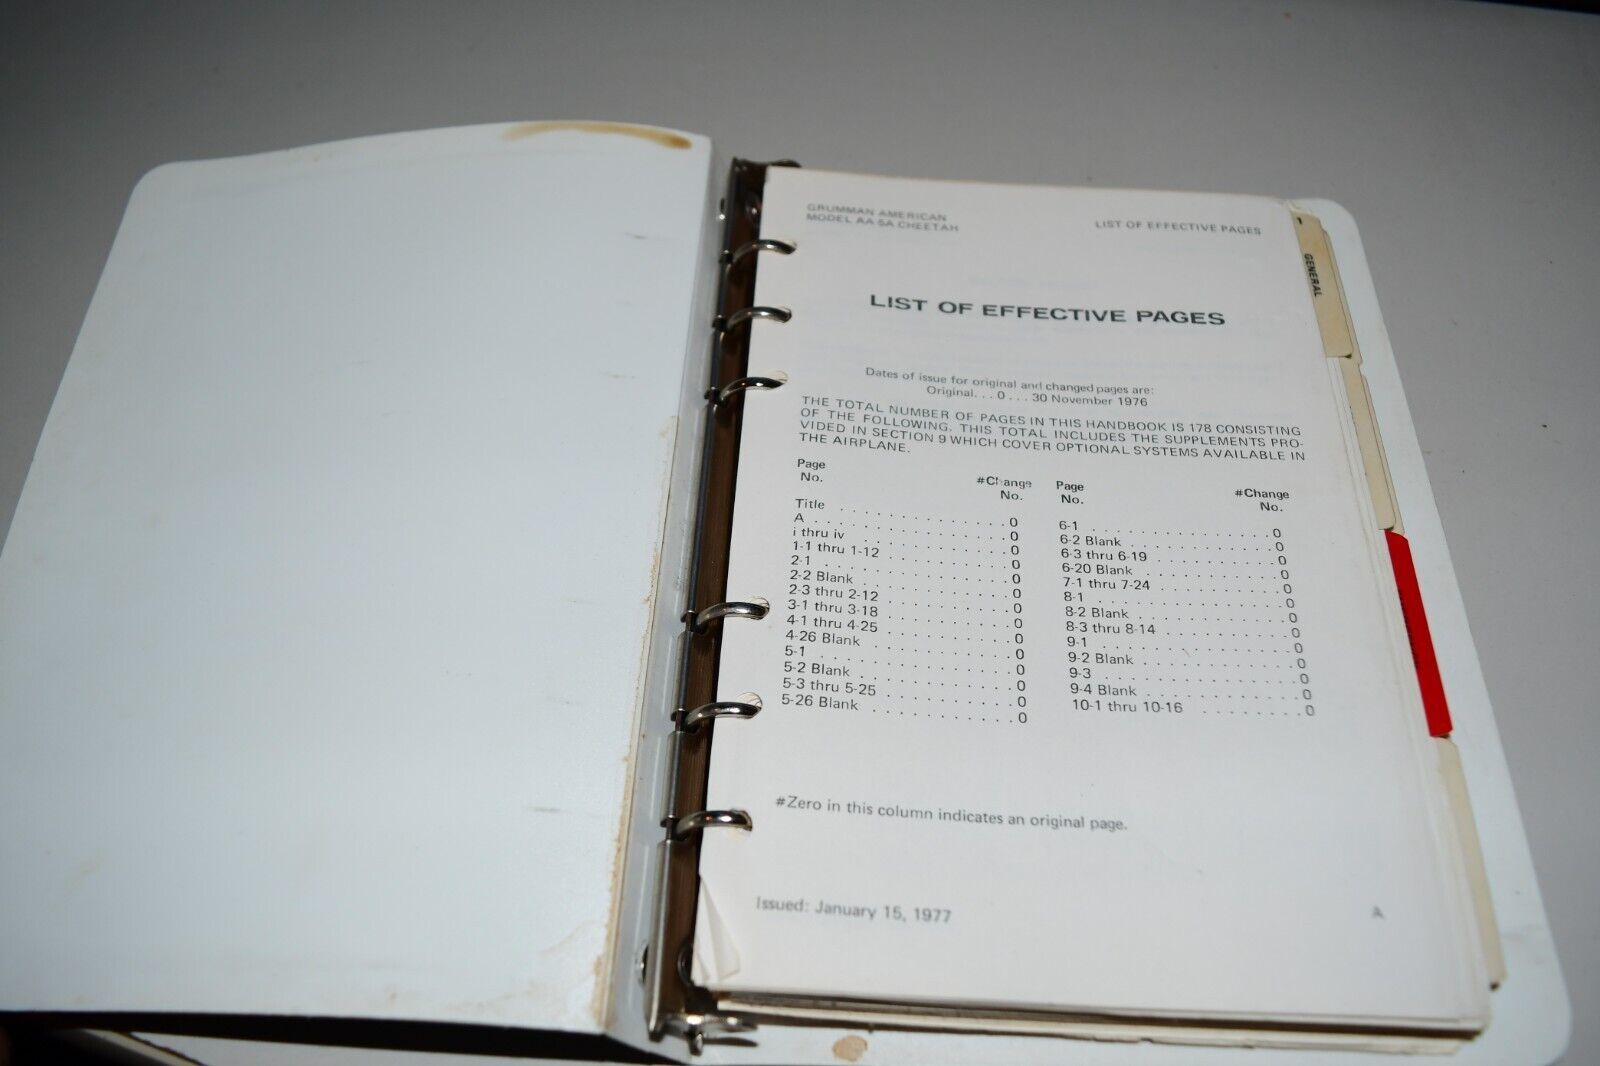 GRUMMAN AMERICAN
MODEL AA-5A CHEETAH
LIST OF EFFECTIVE PAGES
1
GENERAL
LIST OF EFFECTIVE PAGES
Dates of issue for original and changed pages are:
Original. . . 0 . . . 30 November 1976
THE TOTAL NUMBER OF PAGES IN THIS HANDBOOK IS 178 CONSISTING
OF THE FOLLOWING. THIS TOTAL INCLUDES THE SUPPLEMENTS PRO-
VIDED IN SECTION 9 WHICH COVER OPTIONAL SYSTEMS AVAILABLE IN
THE AIRPLANE.
Page No. #Change No.
Title . . . . . . . . . . . . . . 0
A . . . . . . . . . . . . . . . . 0
i thru iv . . . . . . . . . . . . 0
1-1 thru 1-12 . . . . . . . . . . 0
2-1 . . . . . . . . . . . . . . . 0
2-2 Blank . . . . . . . . . . . . 0
2-3 thru 2-12 . . . . . . . . . . 0
3-1 thru 3-18 . . . . . . . . . . 0
4-1 thru 4-25 . . . . . . . . . . 0
4-26 Blank . . . . . . . . . . . 0
5-1 . . . . . . . . . . . . . . . 0
5-2 Blank . . . . . . . . . . . . 0
5-3 thru 5-25 . . . . . . . . . . 0
5-26 Blank . . . . . . . . . . . 0
Page No. #Change No.
6-1 . . . . . . . . . . . . . . . 0
6-2 Blank . . . . . . . . . . . . 0
6-3 thru 6-19 . . . . . . . . . . 0
6-20 Blank . . . . . . . . . . . 0
7-1 thru 7-24 . . . . . . . . . . 0
8-1 . . . . . . . . . . . . . . . 0
8-2 Blank . . . . . . . . . . . . 0
8-3 thru 8-14 . . . . . . . . . . 0
9-1 . . . . . . . . . . . . . . . 0
9-2 Blank . . . . . . . . . . . . 0
9-3 . . . . . . . . . . . . . . . 0
9-4 Blank . . . . . . . . . . . . 0
10-1 thru 10-16 . . . . . . . . 0
#Zero in this column indicates an original page.
Issued: January 15, 1977
A